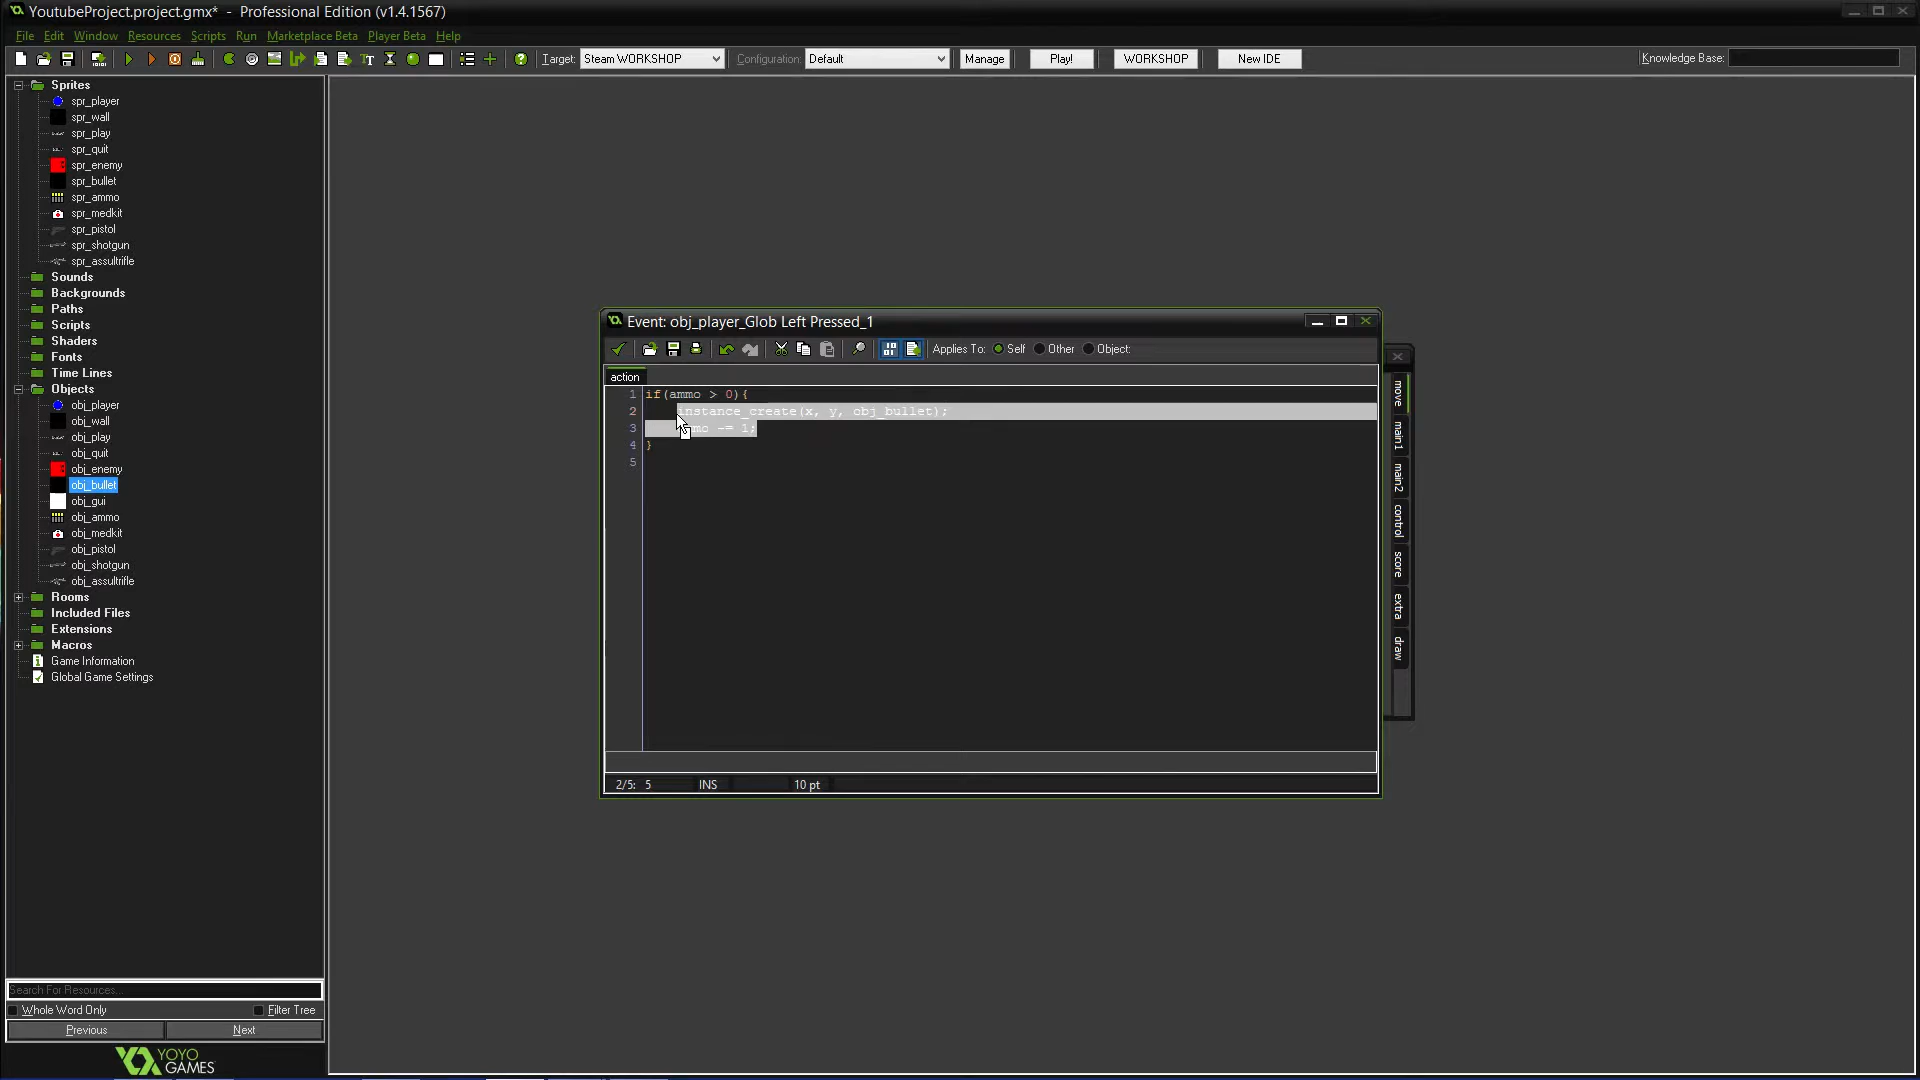 YoutubeProject.project.gmx* - Professional Edition (v1.4.1567)
File Edit Window Resources Scripts Run Marketplace Beta Player Beta Help
Target: Steam WORKSHOP Configuration: Default Manage Play! WORKSHOP New IDE Knowledge Base:
Sprites
spr_player
spr_wall
spr_play
spr_quit
spr_enemy
spr_bullet
spr_ammo
spr_medkit
spr_pistol
spr_shotgun
spr_assultrifle
Sounds
Backgrounds
Paths
Scripts
Shaders
Fonts
Time Lines
Objects
obj_player
obj_wall
obj_play
obj_quit
obj_enemy
obj_bullet
obj_gui
obj_ammo
obj_medkit
obj_pistol
obj_shotgun
obj_assultrifle
Rooms
Included Files
Extensions
Macros
Game Information
Global Game Settings
Search For Resources...
Whole Word Only Filter Tree
Previous Next
YOYO
GAMES
Event: obj_player_Glob Left Pressed_1
Applies To: Self Other Object:
action
1 if(ammo > 0){
2 instance_create(x, y, obj_bullet);
3 -= 1;
4 }
5
2/5: 5 INS 10 pt
move
main1
main2
control
score
extra
draw